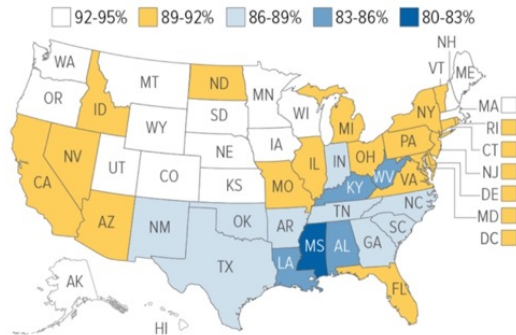 92-95% 89-92% 86-89% 83-86% 80-83%
NH
WA
VT
ME
MT
ND
MN
OR
MA
ID
SD
WI
NY
RI
WY
MI
CT
IA
PA
NV
NE
NJ
IL
IN
OH
UT
DE
CA
CO
WV
VA
KS
MO
KY
MD
NC
TN
DC
AZ
OK
NM
AR
SC
MS
AL
GA
TX
LA
AK
FL
HI